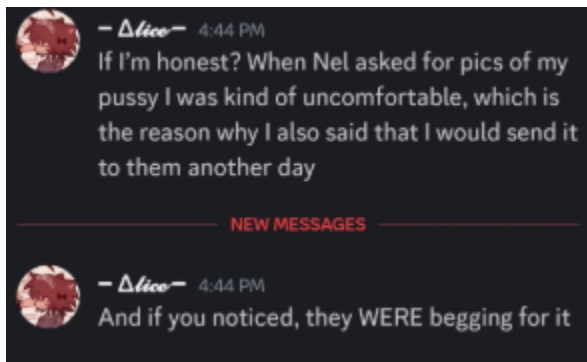 – Δlice – 4:44 PM
If I'm honest? When Nel asked for pics of my
pussy I was kind of uncomfortable, which is
the reason why I also said that I would send it
to them another day
NEW MESSAGES
– Δlice – 4:44 PM
And if you noticed, they WERE begging for it